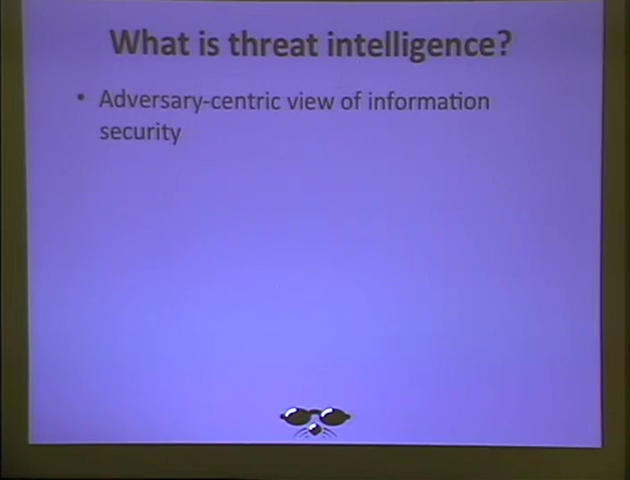 What is threat intelligence?
• Adversary-centric view of information
security